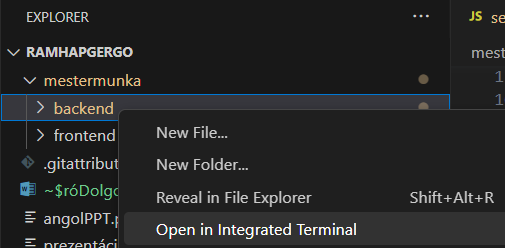 EXPLORER
...
JS se
RAMHAPGERGO
mest
mestermunka
1
backend
1
frontend
New File...
.gitattribut
New Folder...
~$róDolgo
Reveal in File Explorer Shift+Alt+R
angolPPT.p
Open in Integrated Terminal
prezentáci